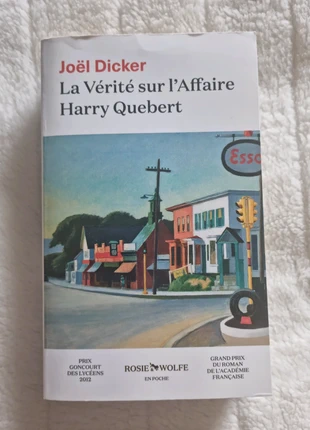 Joël Dicker
La Vérité sur l'Affaire
Harry Quebert
Esso
PRIX
GONCOURT
DES LYCÉENS
2012
ROSIE & WOLFE
EN POCHE
GRAND PRIX
DU ROMAN
DE L'ACADÉMIE
FRANÇAISE